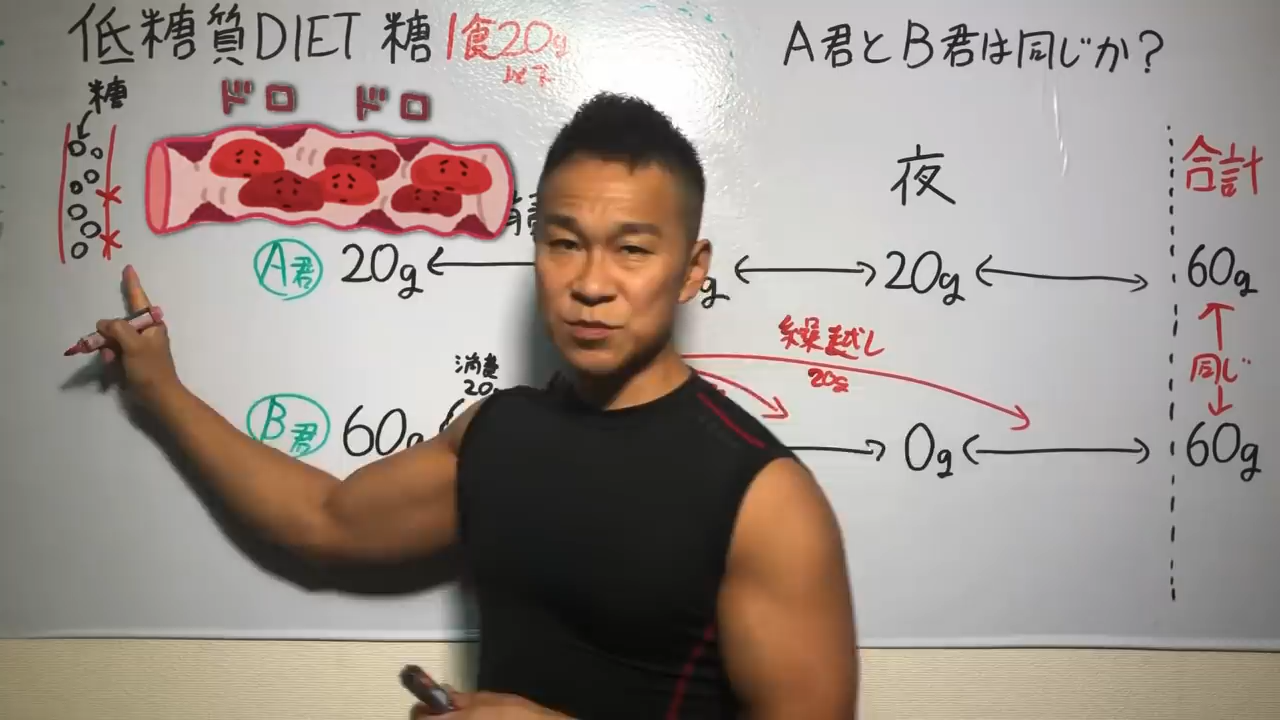 低糖質DIET 糖 1食20g
以下
A君とB君は同じか?
糖
ドロ ドロ
夜
合計
A君 20g
20g
60g
繰越し
20g
同じ
消費
20g
B君 60g
0g
60g